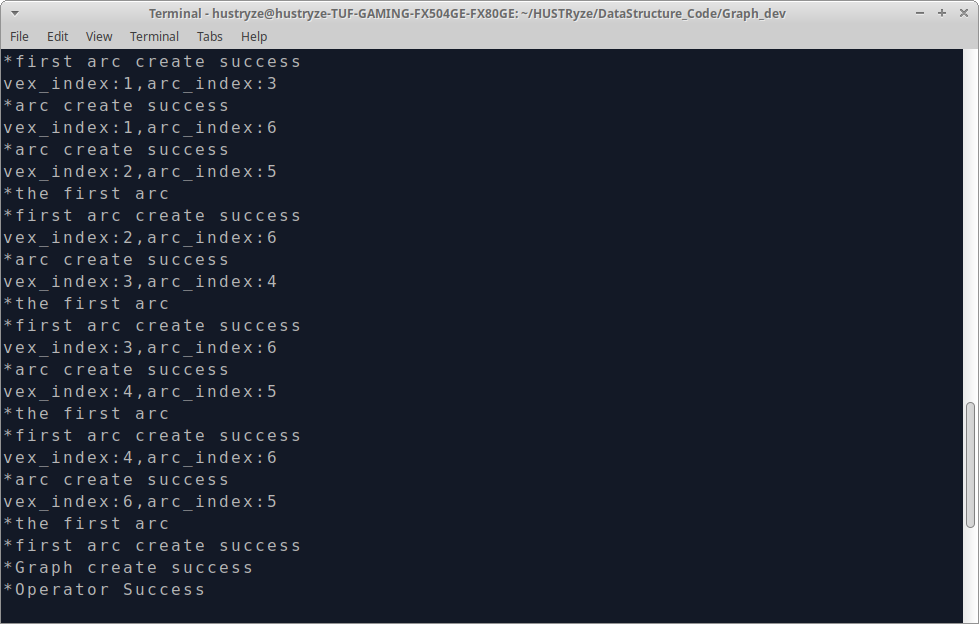 Terminal - hustryze@hustryze-TUF-GAMING-FX504GE-FX80GE: ~/HUSTRyze/DataStructure_Code/Graph_dev
File Edit View Terminal Tabs Help
*first arc create success
vex_index:1,arc_index:3
*arc create success
vex_index:1,arc_index:6
*arc create success
vex_index:2,arc_index:5
*the first arc
*first arc create success
vex_index:2,arc_index:6
*arc create success
vex_index:3,arc_index:4
*the first arc
*first arc create success
vex_index:3,arc_index:6
*arc create success
vex_index:4,arc_index:5
*the first arc
*first arc create success
vex_index:4,arc_index:6
*arc create success
vex_index:6,arc_index:5
*the first arc
*first arc create success
*Graph create success
*Operator Success